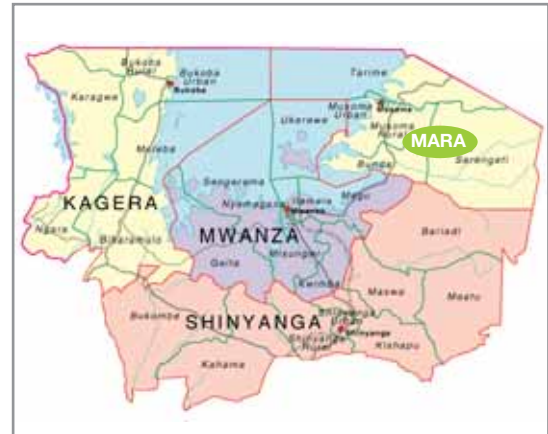 Bukoba
Rural
Bukoba
Urban
Bukoba
Karagwe
Muleba
Tarime
Musoma
Urban
Musoma
Musoma
Rural
MARA
Ukerewe
Bunda
Serengeti
KAGERA
Ngara
Biharamulo
Sengerema
Nyamagana
Ilemela
Mwanza
Magu
MWANZA
Geita
Misungwi
Kwimba
Bariadi
Maswa
Meatu
Bukombe
SHINYANGA
Shinyanga
Urban
Shinyanga
Shinyanga
Rural
Kishapu
Kahama